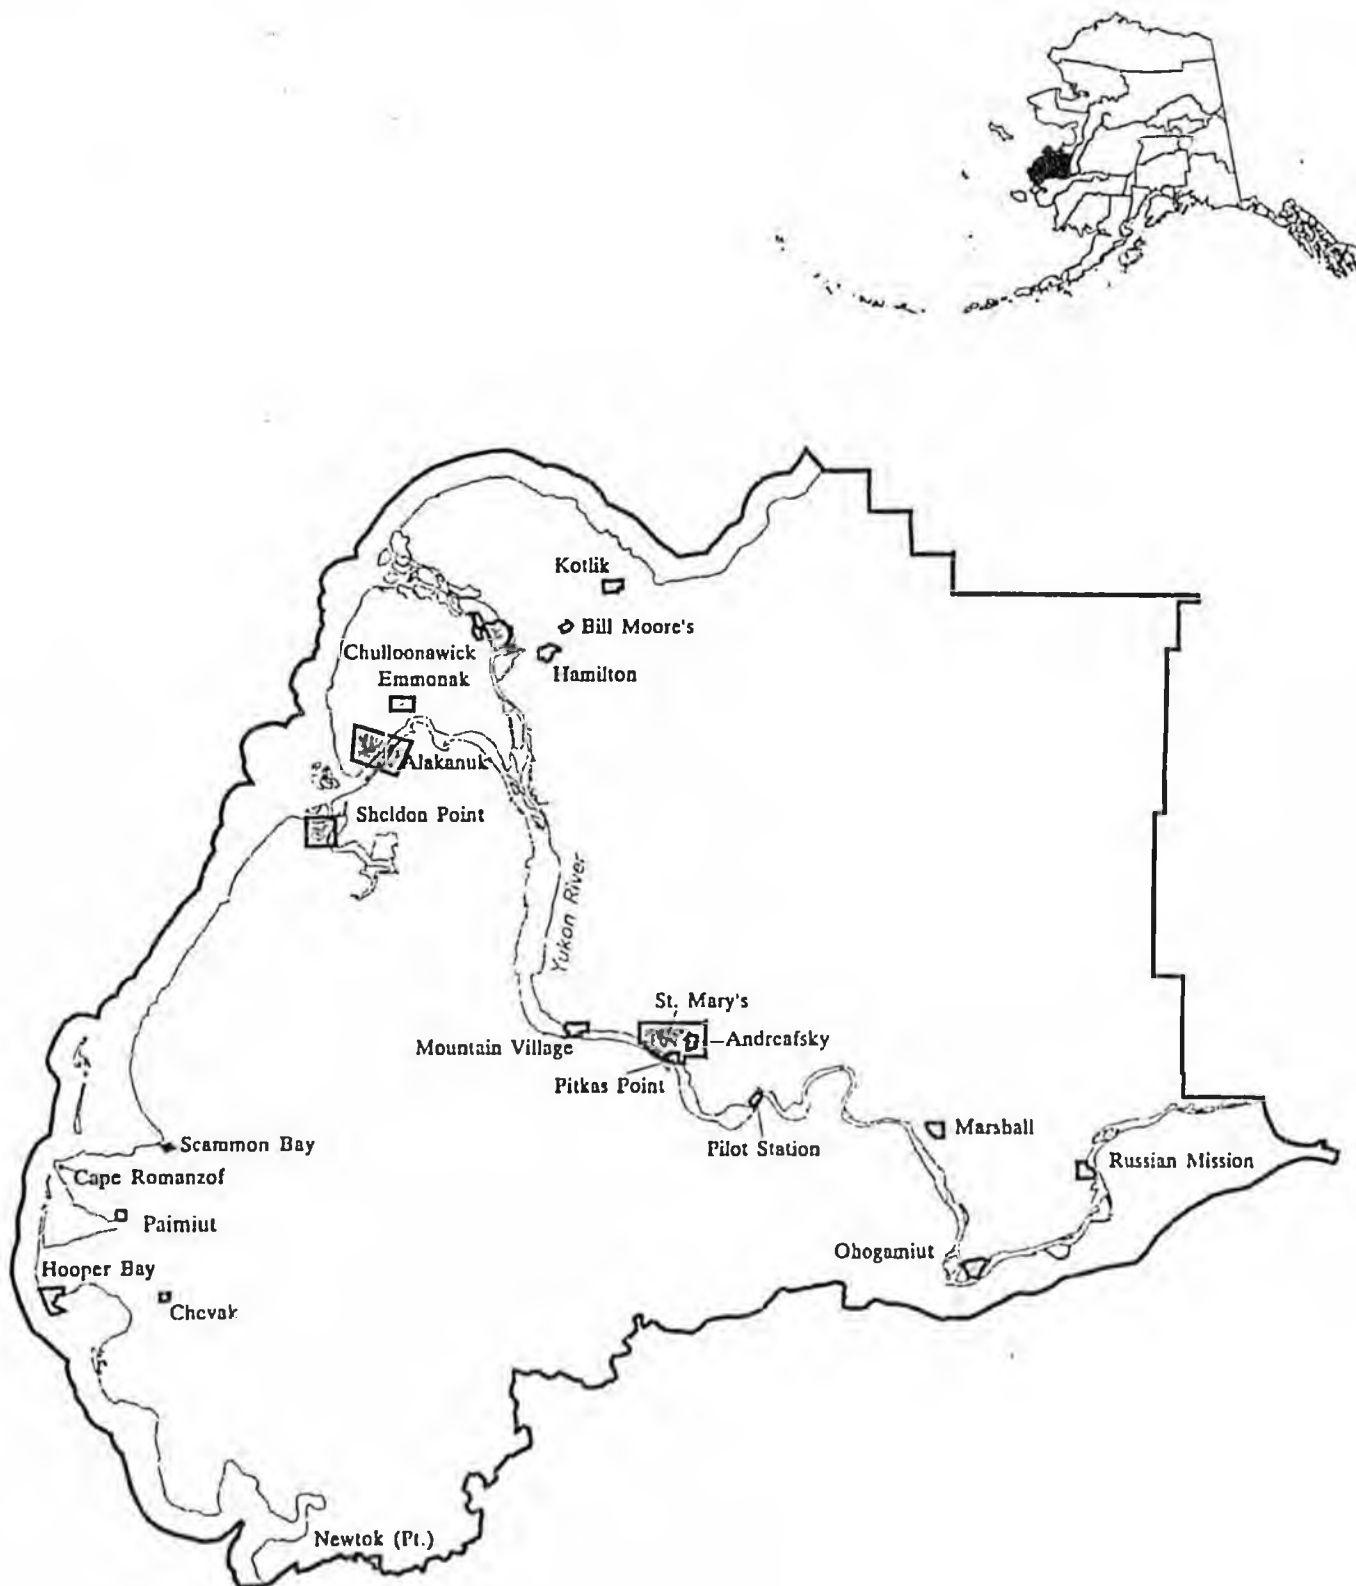 Kotlik
Bill Moore's
Chulloonawick
Hamilton
Emmonak
Alakanuk
Sheldon Point
Yukon River
St. Mary's
Andreafsky
Mountain Village
Pitkas Point
Marshall
Scammon Bay
Pilot Station
Russian Mission
Cape Romanzof
Paimiut
Ohogamiut
Hooper Bay
Chevak
Newtok (Pt.)